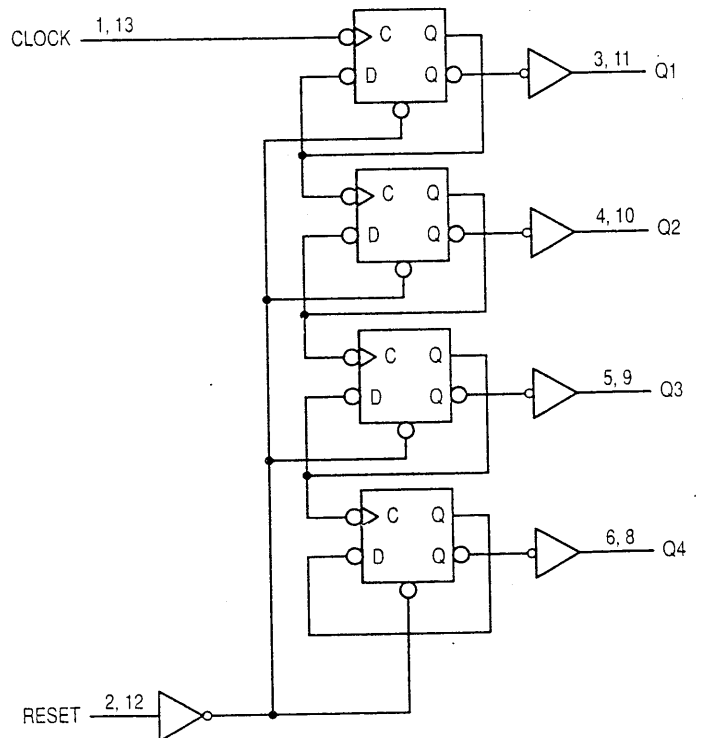 CLOCK 1, 13
C Q
D Q
3, 11 Q1
C Q
D Q
4, 10 Q2
C Q
D Q
5, 9 Q3
C Q
D Q
6, 8 Q4
RESET 2, 12